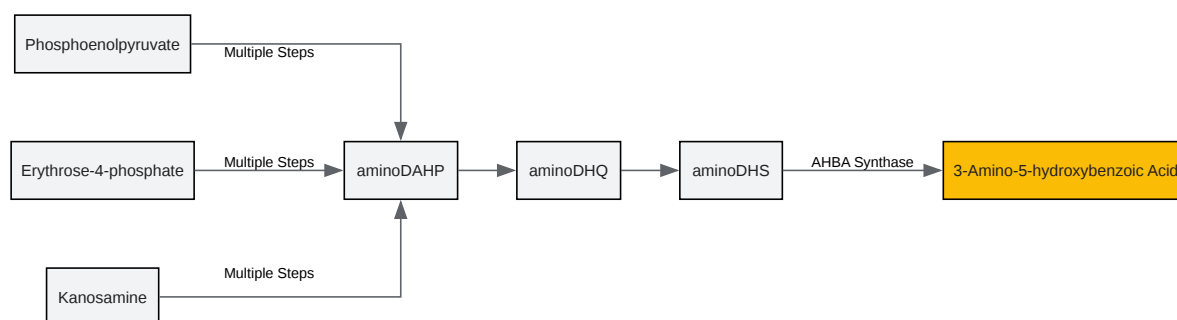 Phosphoenolpyruvate
Multiple Steps
Erythrose-4-phosphate
Multiple Steps
aminoDAHP
aminoDHQ
aminoDHS
AHBA Synthase
3-Amino-5-hydroxybenzoic Acid
Multiple Steps
Kanosamine